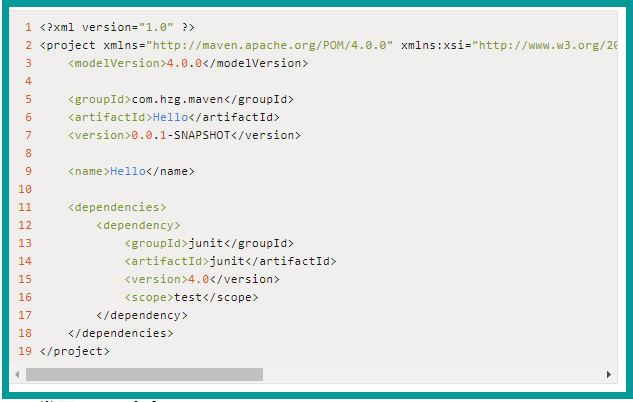 1 <?xml version="1.0" ?>
2 <project xmlns="http://maven.apache.org/POM/4.0.0" xmlns:xsi="http://www.w3.org/20
3     <modelVersion>4.0.0</modelVersion>
4
5     <groupId>com.hzg.maven</groupId>
6     <artifactId>Hello</artifactId>
7     <version>0.0.1-SNAPSHOT</version>
8
9     <name>Hello</name>
10
11     <dependencies>
12         <dependency>
13             <groupId>junit</groupId>
14             <artifactId>junit</artifactId>
15             <version>4.0</version>
16             <scope>test</scope>
17         </dependency>
18     </dependencies>
19 </project>